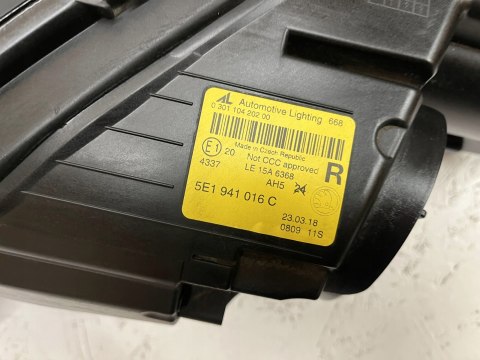 AL Automotive Lighting 668
0 301 104 202 00
Made in Czech Republic
E1 20 Not CCC approved
4337 LE 15A 6368 R
AH5
5E1 941 016 C
23.03.18
0809 11S